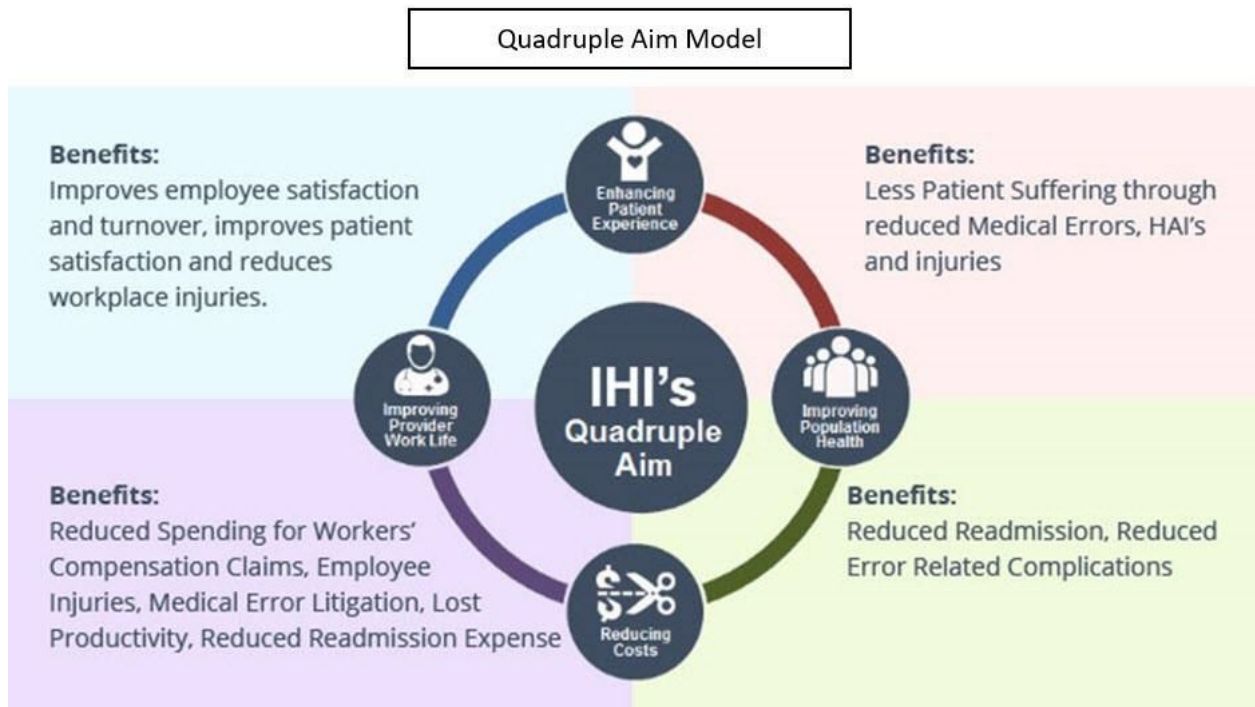 Quadruple Aim Model
Benefits:
Improves employee satisfaction
and turnover, improves patient
satisfaction and reduces
workplace injuries.
Enhancing
Patient
Experience
Benefits:
Less Patient Suffering through
reduced Medical Errors, HAI's
and injuries
Improving
Provider
Work Life
IHI's
Quadruple
Aim
Improving
Population
Health
Benefits:
Reduced Spending for Workers'
Compensation Claims, Employee
Injuries, Medical Error Litigation, Lost
Productivity, Reduced Readmission Expense
Reducing
Costs
Benefits:
Reduced Readmission, Reduced
Error Related Complications